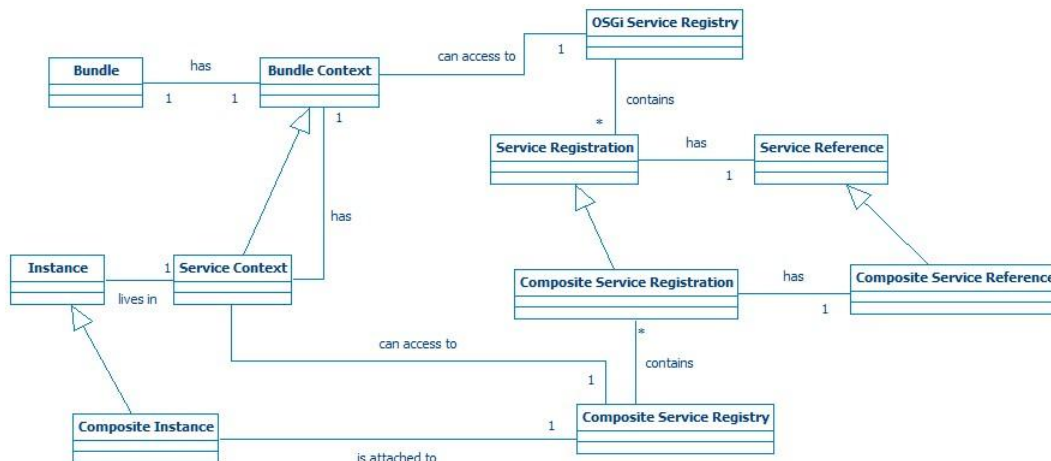 OSGi Service Registry
can access to
1
has
Bundle
Bundle Context
1
1
1
contains
*
Service Registration
has
Service Reference
1
has
Instance
1
Service Context
lives in
Composite Service Registration
has
Composite Service Reference
1
*
can access to
contains
1
Composite Instance
1
Composite Service Registry
is attached to